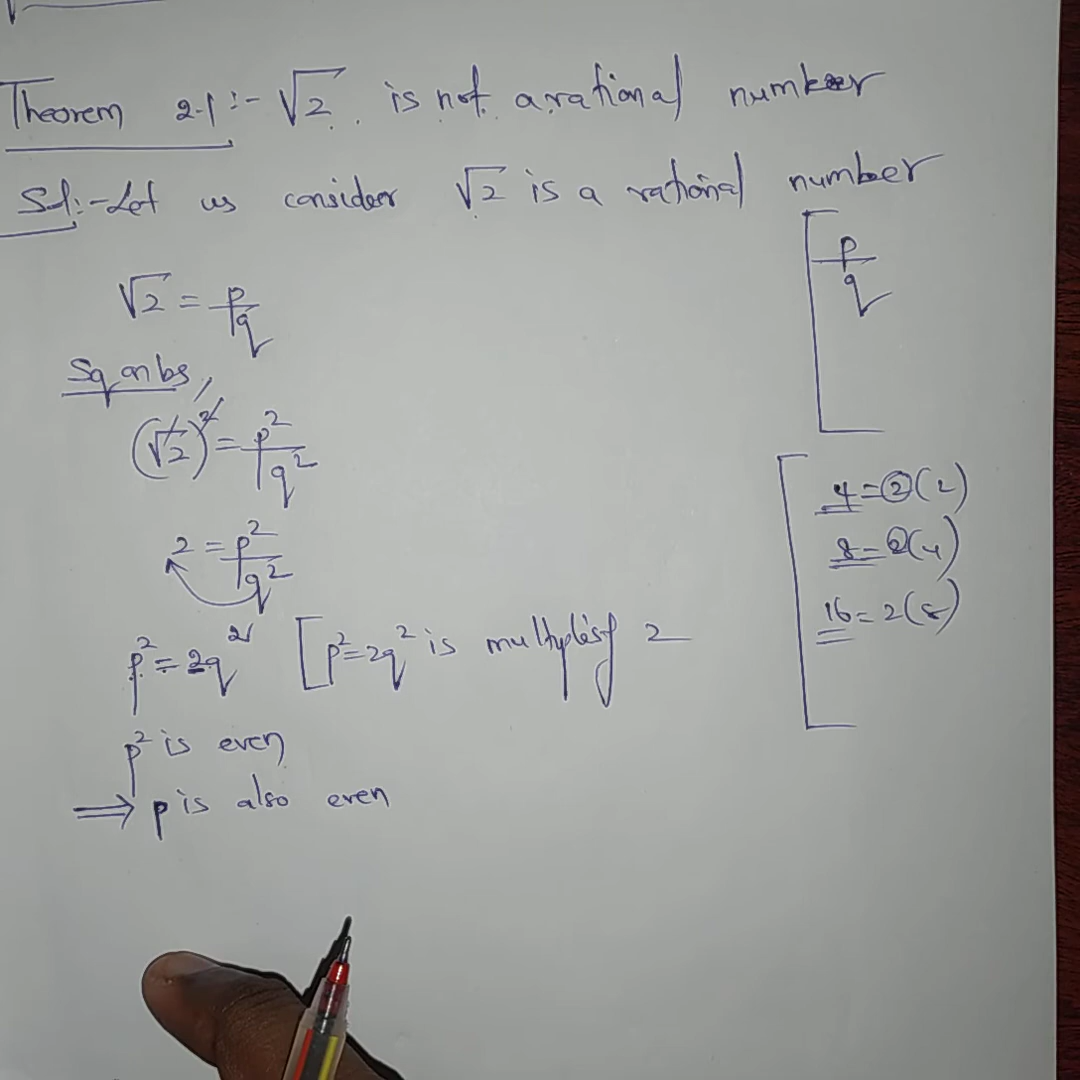 Theorem 2.1 :- √2 is not a rational number
Sol:- Let us consider √2 is a rational number
√2 = p/q
Sq on bs,
(√2)² = p²/q²
2 = p²/q²
p² = 2q² [p²=2q² is multiples of 2
p² is even
⟹ p is also even
p/q
4=2(2)
8=2(4)
16=2(8)